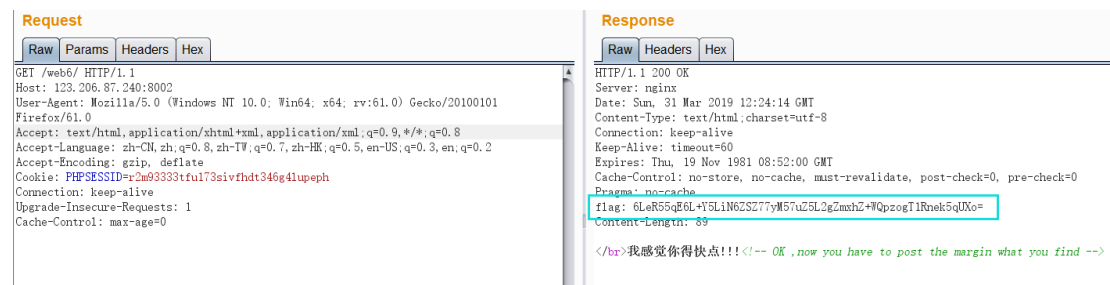 Request
Raw Params Headers Hex
GET /web6/ HTTP/1.1
Host: 123.206.87.240:8002
User-Agent: Mozilla/5.0 (Windows NT 10.0; Win64; x64; rv:61.0) Gecko/20100101
Firefox/61.0
Accept: text/html,application/xhtml+xml,application/xml;q=0.9,*/*;q=0.8
Accept-Language: zh-CN,zh;q=0.8,zh-TW;q=0.7,zh-HK;q=0.5,en-US;q=0.3,en;q=0.2
Accept-Encoding: gzip, deflate
Cookie: PHPSESSID=r2m93333tful73sivfhdt346g4lupeph
Connection: keep-alive
Upgrade-Insecure-Requests: 1
Cache-Control: max-age=0
Response
Raw Headers Hex
HTTP/1.1 200 OK
Server: nginx
Date: Sun, 31 Mar 2019 12:24:14 GMT
Content-Type: text/html;charset=utf-8
Connection: keep-alive
Keep-Alive: timeout=60
Expires: Thu, 19 Nov 1981 08:52:00 GMT
Cache-Control: no-store, no-cache, must-revalidate, post-check=0, pre-check=0
Pragma: no-cache
flag: 6LeR55qE6L+Y5LiN6ZSZ77yM57uZ5L2gZmxhZ+WQpzogT1Rnek5qUXo=
Content-Length: 89
</br>我感觉你得快点!!!<!-- OK ,now you have to post the margin what you find -->